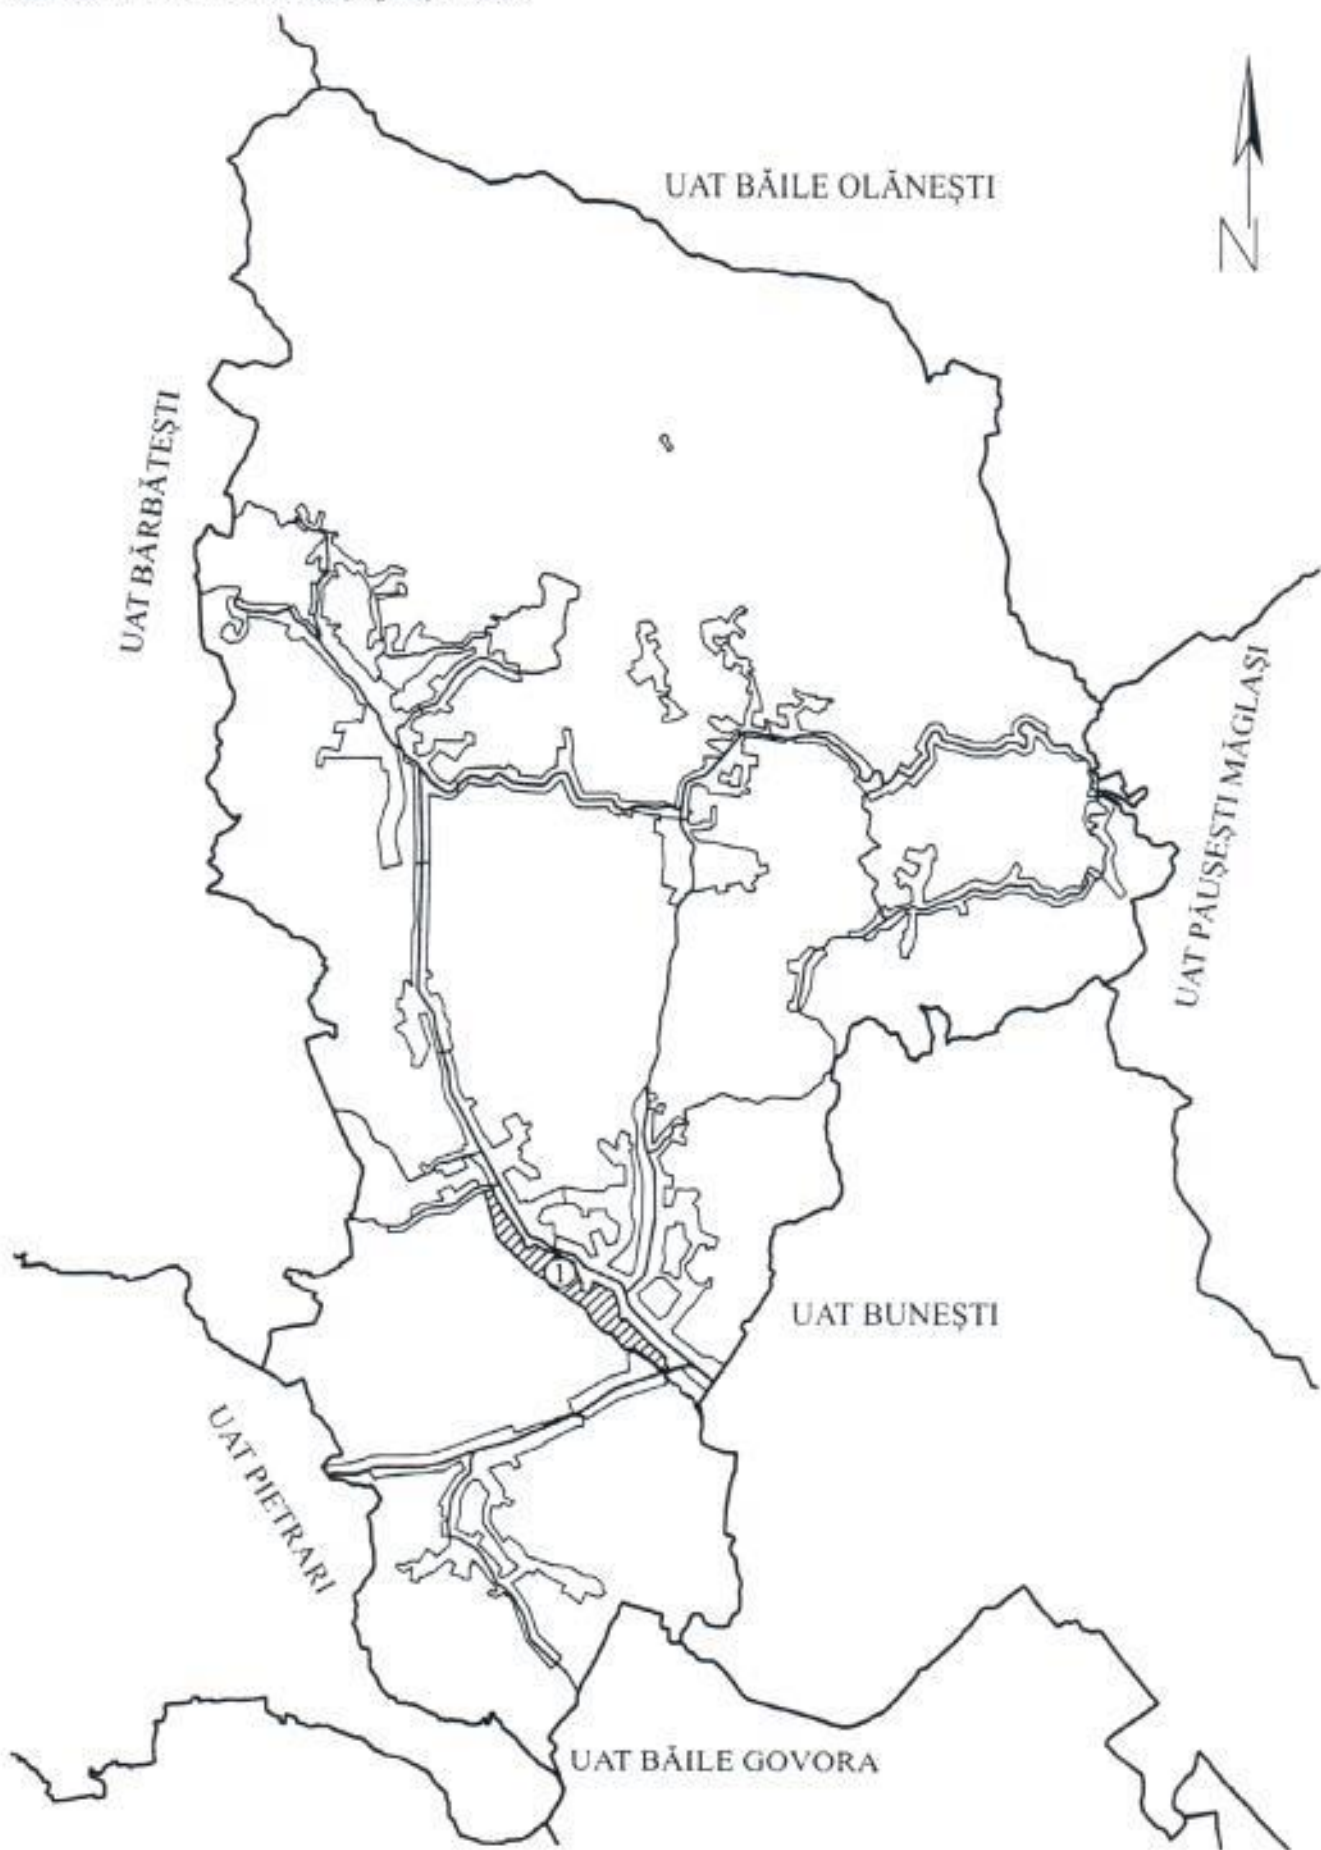 UAT BĂILE OLĂNEȘTI
N
UAT BĂRBĂTEȘTI
UAT PĂUȘEȘTI MĂGLAȘI
1
UAT BUNEȘTI
UAT PIETRARI
UAT BĂILE GOVORA